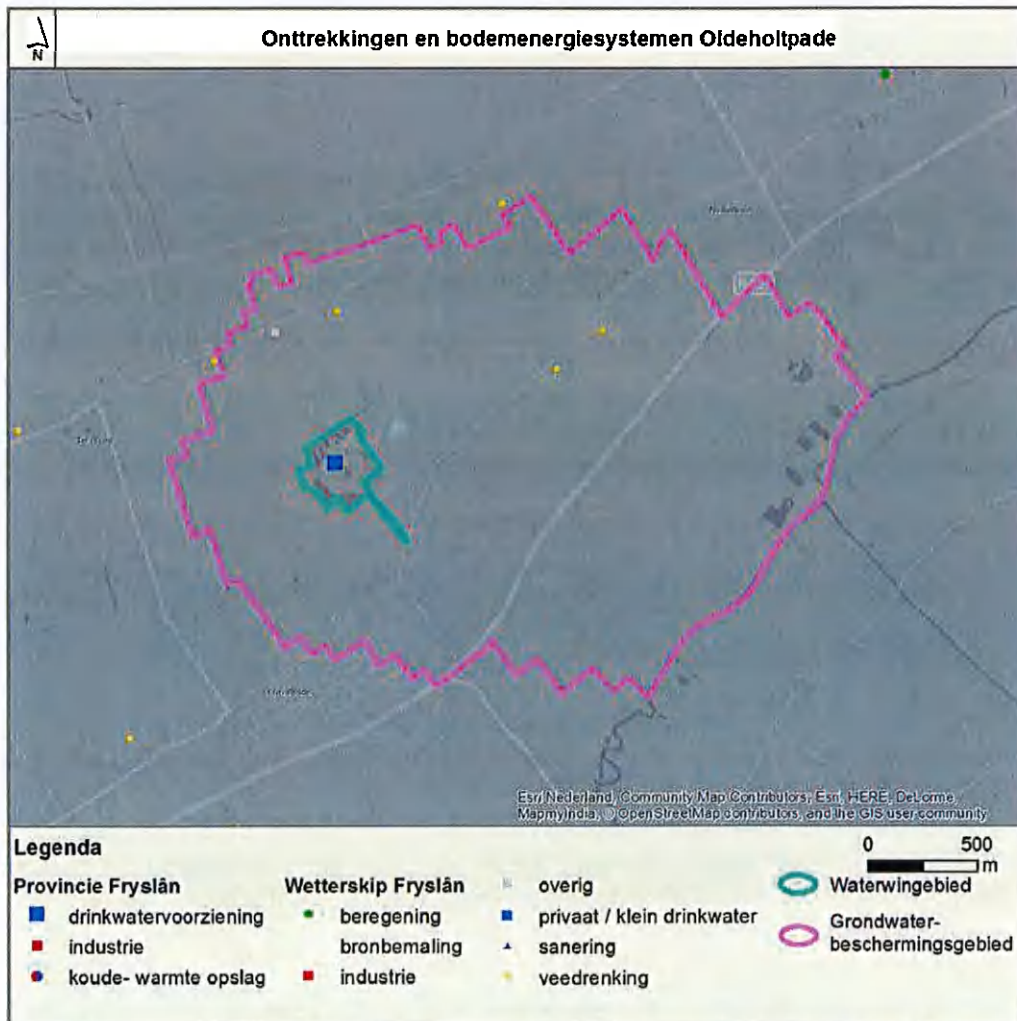 N
Onttrekkingen en bodemenergiesystemen Oldeholtpade
Esri Nederland, Community Map Contributors, Esri, HERE, DeLorme,
MapmyIndia, © OpenStreetMap contributors, and the GIS user community
Legenda
0 500
m
Provincie Fryslân
drinkwatervoorziening
industrie
koude- warmte opslag
Wetterskip Fryslân
beregening
bronbemaling
industrie
overig
privaat / klein drinkwater
sanering
veedrenking
Waterwingebied
Grondwater-
beschermingsgebied